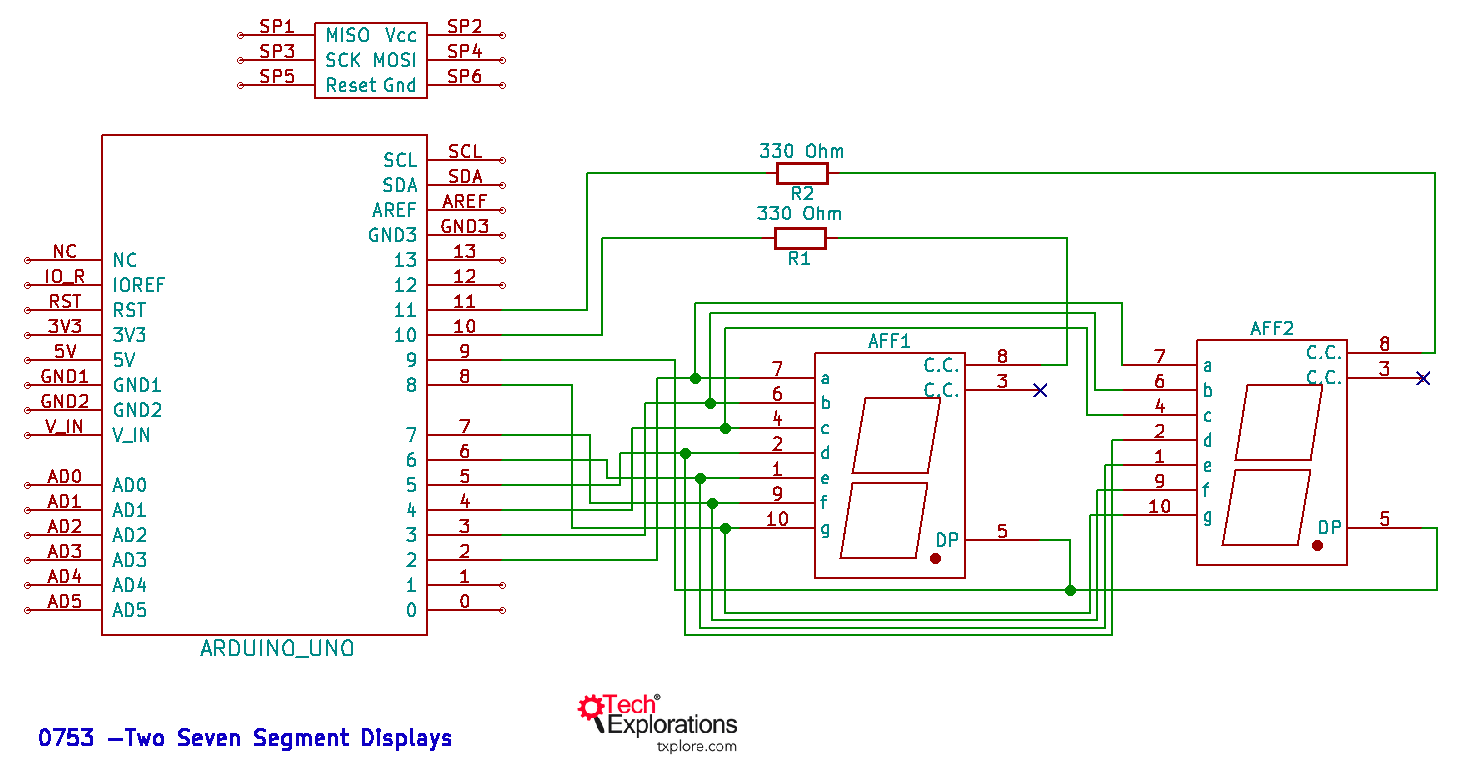 SP1 MISO Vcc SP2
SP3 SCK MOSI SP4
SP5 Reset Gnd SP6
330 Ohm
R2
330 Ohm
R1
SCL SCL
SDA SDA
AREF AREF
GND3 GND3
NC NC 13 13
IO_R IOREF 12 12
RST RST 11 11
3V3 3V3 10 10
5V 5V 9 9
GND1 GND1 8 8
GND2 GND2
V_IN V_IN 7 7
6 6
AD0 AD0 5 5
AD1 AD1 4 4
AD2 AD2 3 3
AD3 AD3 2 2
AD4 AD4 1 1
AD5 AD5 0 0
ARDUINO_UNO
AFF1
7 a C.C. 8
6 b C.C. 3
4 c
2 d
1 e
9 f
10 g
DP 5
AFF2
C.C. 8
7 a C.C. 3
6 b
4 c
2 d
1 e
9 f
10 g
DP 5
Tech®
Explorations
txplore.com
0753 -Two Seven Segment Displays